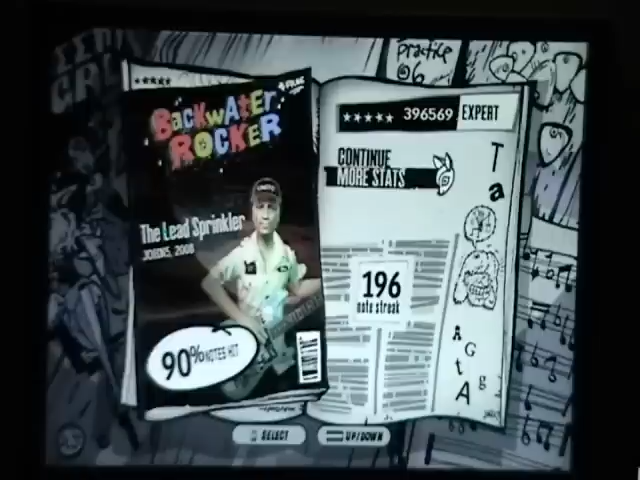 practice
96
BACKWATER
ROCKER
396569 EXPERT
CONTINUE
MORE STATS
T
a
The Lead Sprinkler
196
note streak
90% NOTES HIT
A
G
t
g
A
SELECT
UP/DOWN